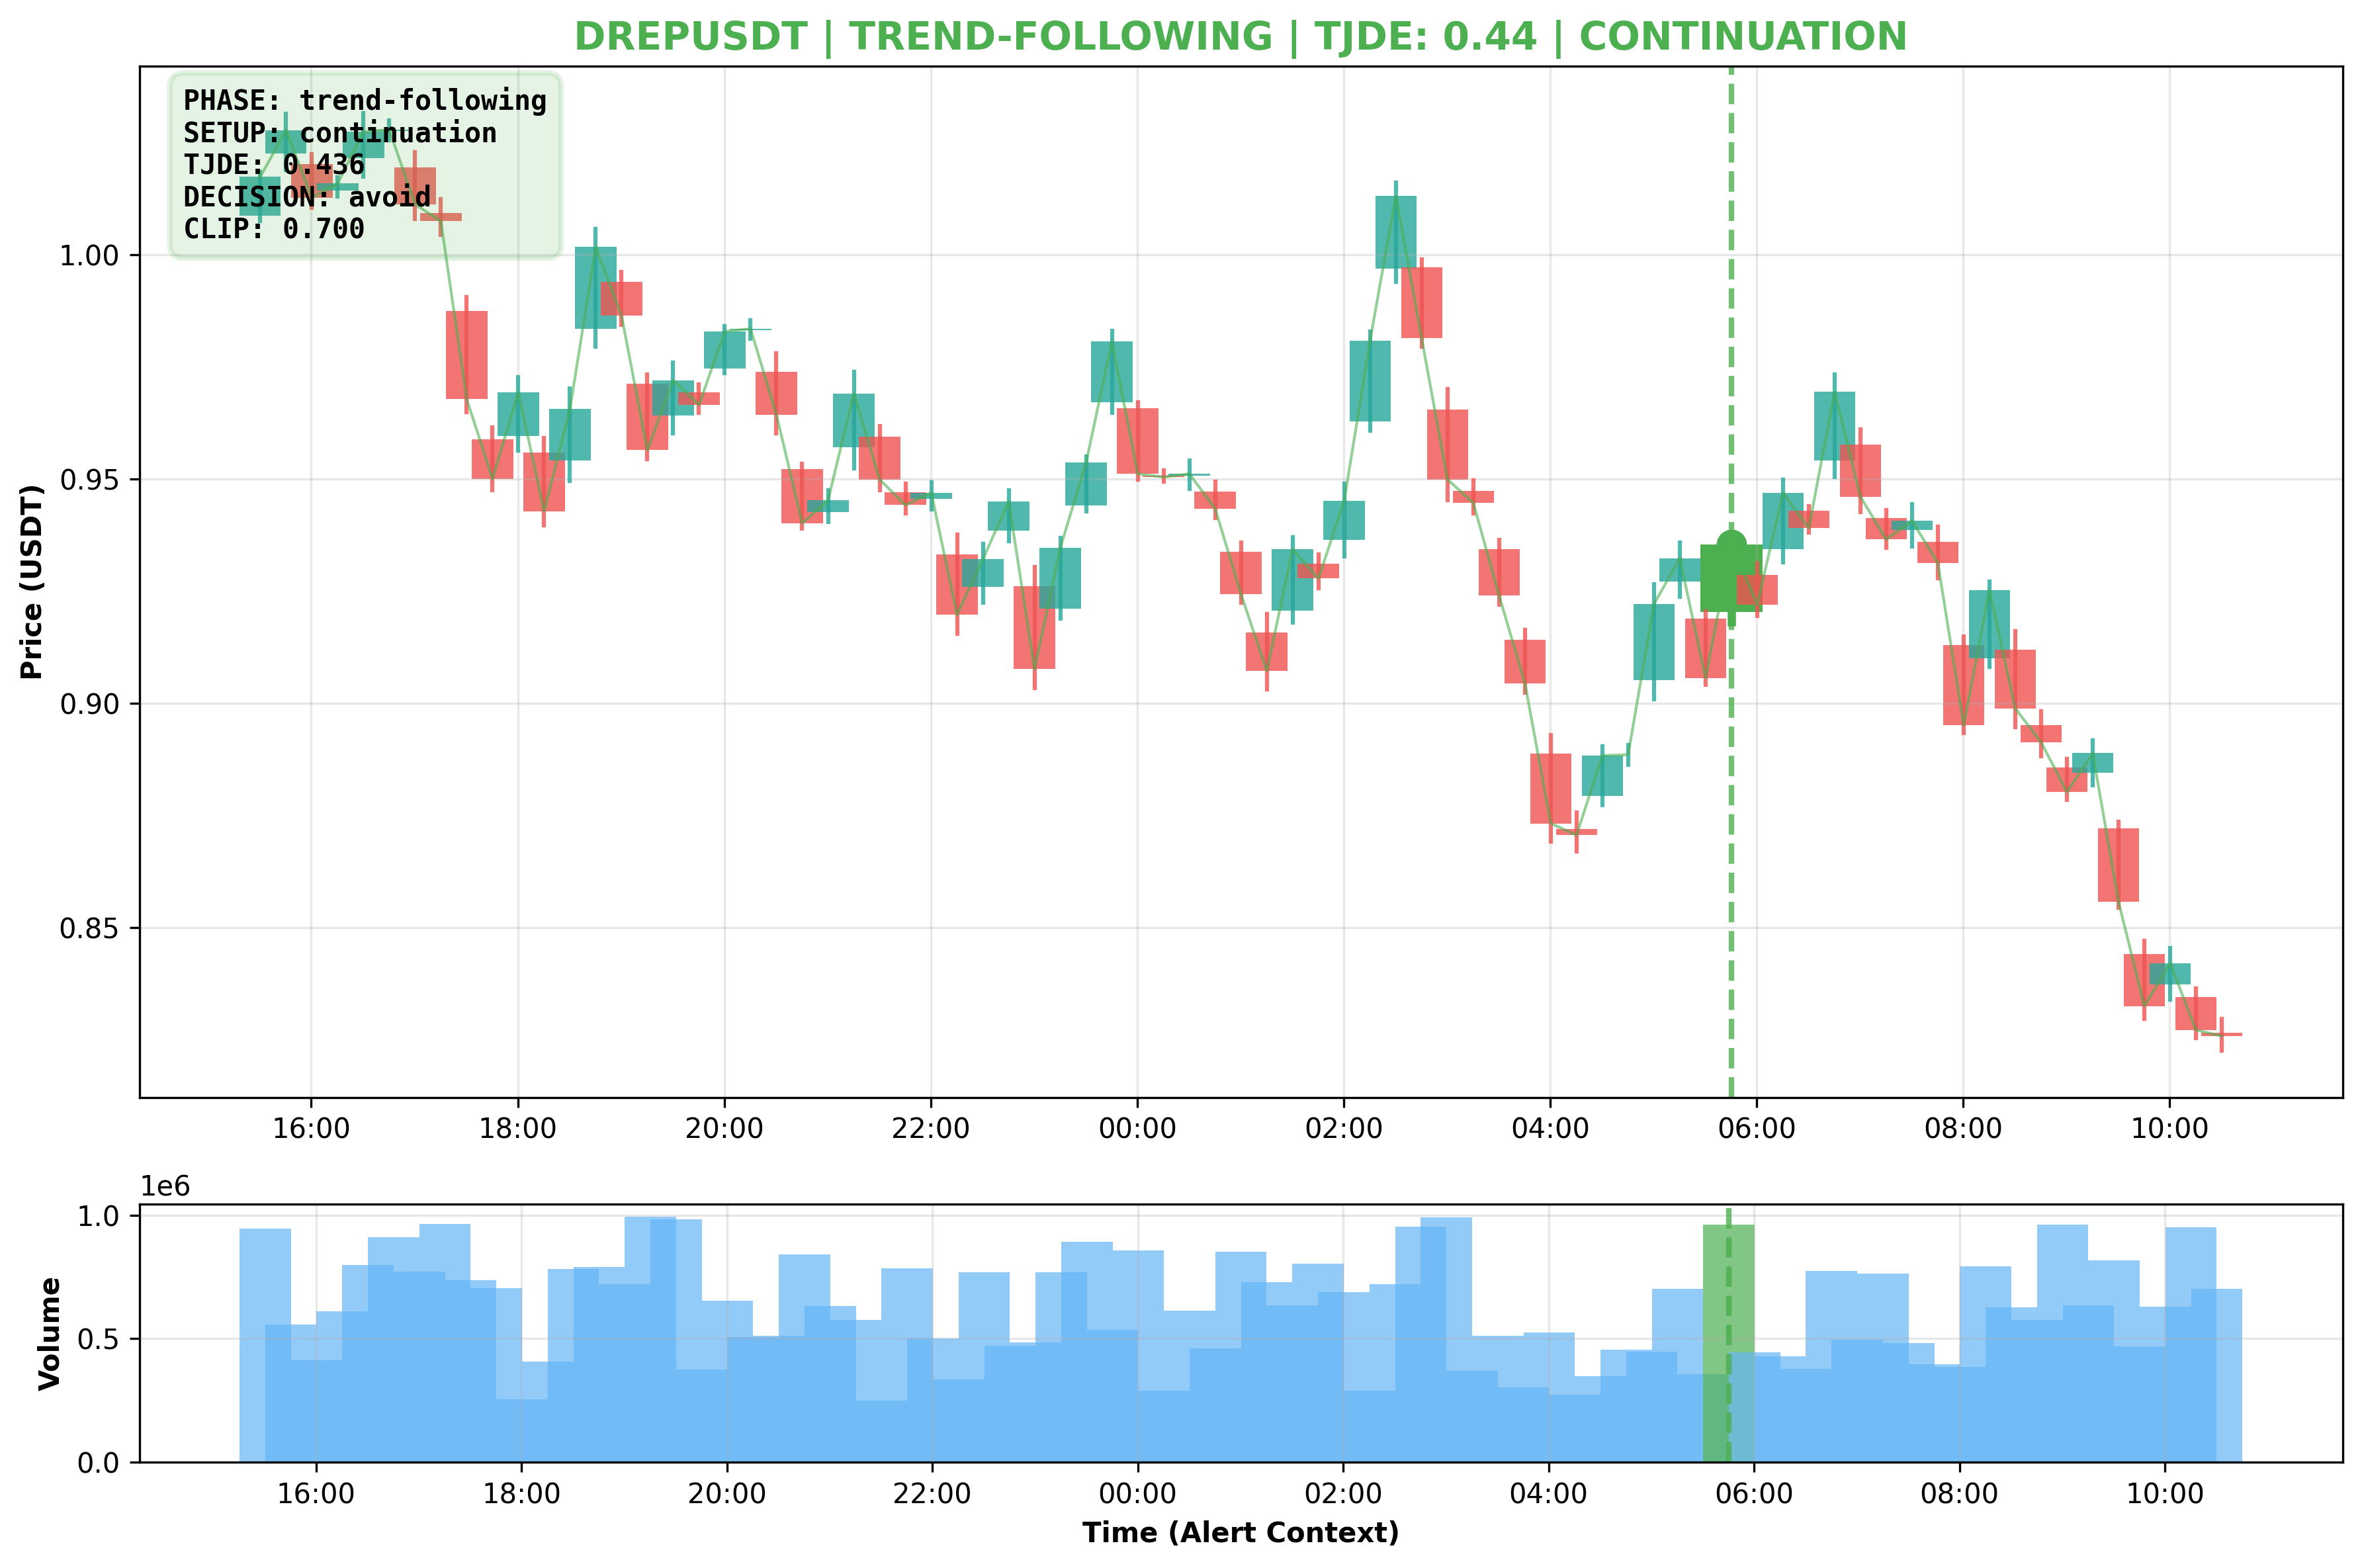 DREPUSDT | TREND-FOLLOWING | TJDE: 0.44 | CONTINUATION
PHASE: trend-following
SETUP: continuation
TJDE: 0.436
DECISION: avoid
CLIP: 0.700
Price (USDT)
1.00
0.95
0.90
0.85
16:00 18:00 20:00 22:00 00:00 02:00 04:00 06:00 08:00 10:00
1e6
Volume
1.0
0.5
0.0
16:00 18:00 20:00 22:00 00:00 02:00 04:00 06:00 08:00 10:00
Time (Alert Context)